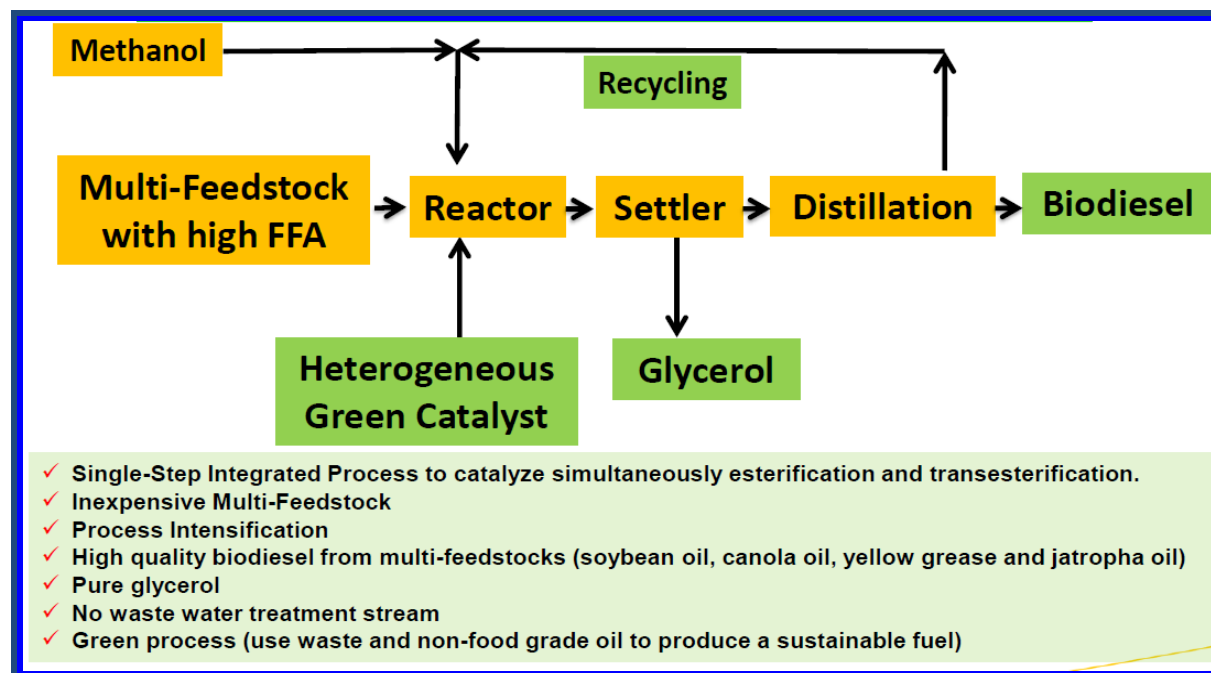 Methanol
Recycling
Multi-Feedstock
with high FFA
Reactor
Settler
Distillation
Biodiesel
Heterogeneous
Green Catalyst
Glycerol
✓ Single-Step Integrated Process to catalyze simultaneously esterification and transesterification.
✓ Inexpensive Multi-Feedstock
✓ Process Intensification
✓ High quality biodiesel from multi-feedstocks (soybean oil, canola oil, yellow grease and jatropha oil)
✓ Pure glycerol
✓ No waste water treatment stream
✓ Green process (use waste and non-food grade oil to produce a sustainable fuel)